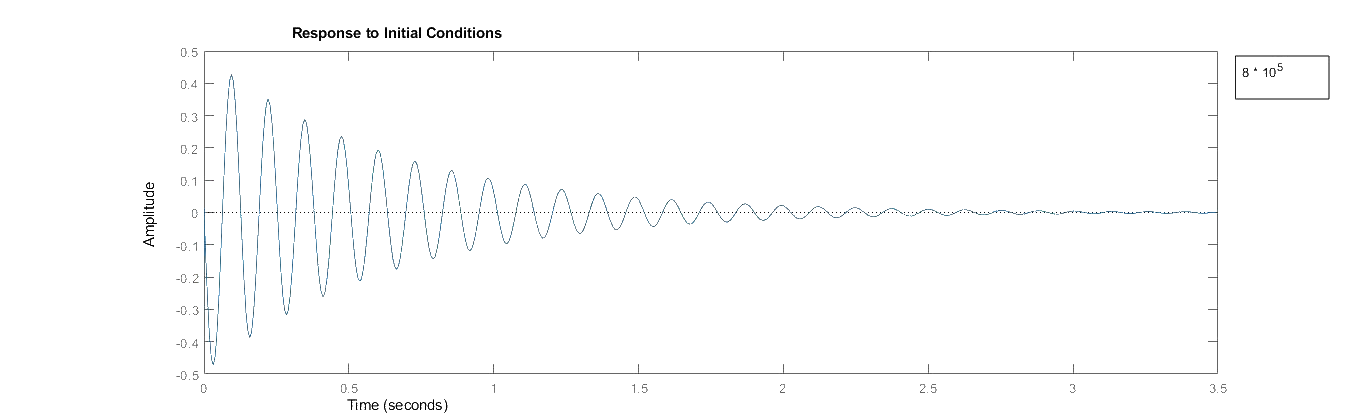 Response to Initial Conditions
8 * 10^5
Amplitude
0.5
0.4
0.3
0.2
0.1
0
-0.1
-0.2
-0.3
-0.4
-0.5
0 0.5 1 1.5 2 2.5 3 3.5
Time (seconds)